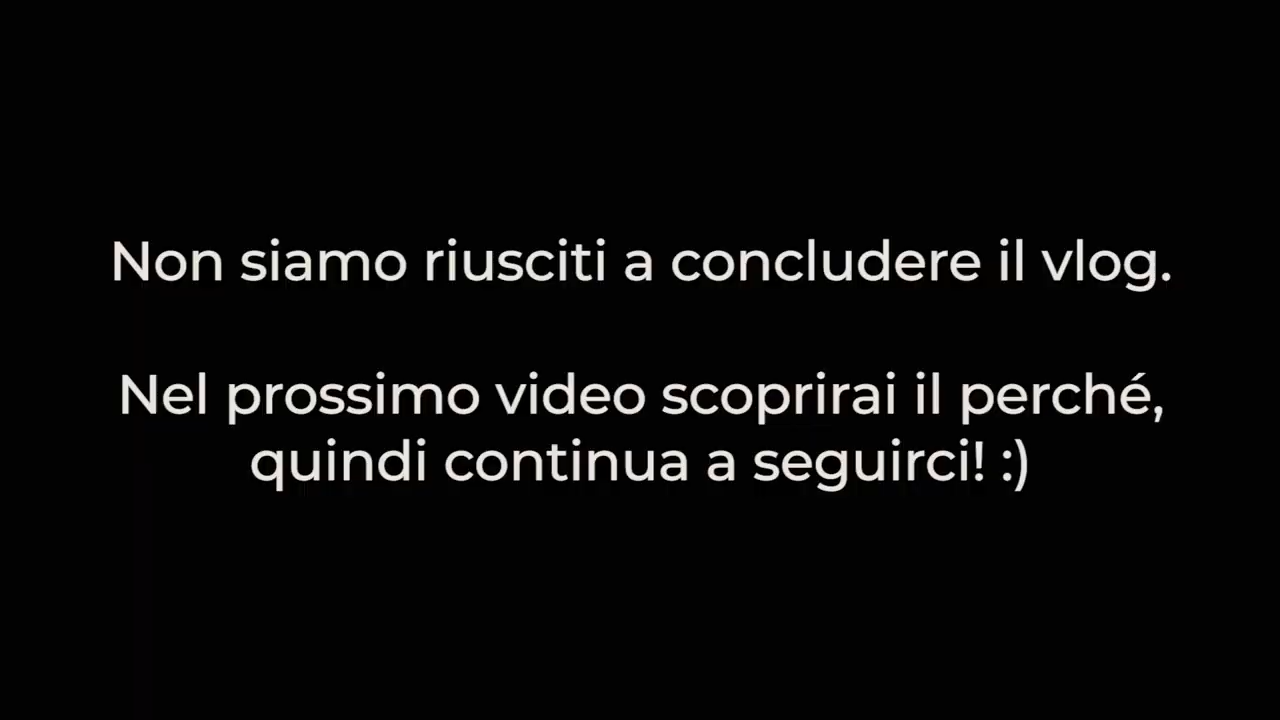 Non siamo riusciti a concludere il vlog.
Nel prossimo video scoprirai il perché,
quindi continua a seguirci! :)